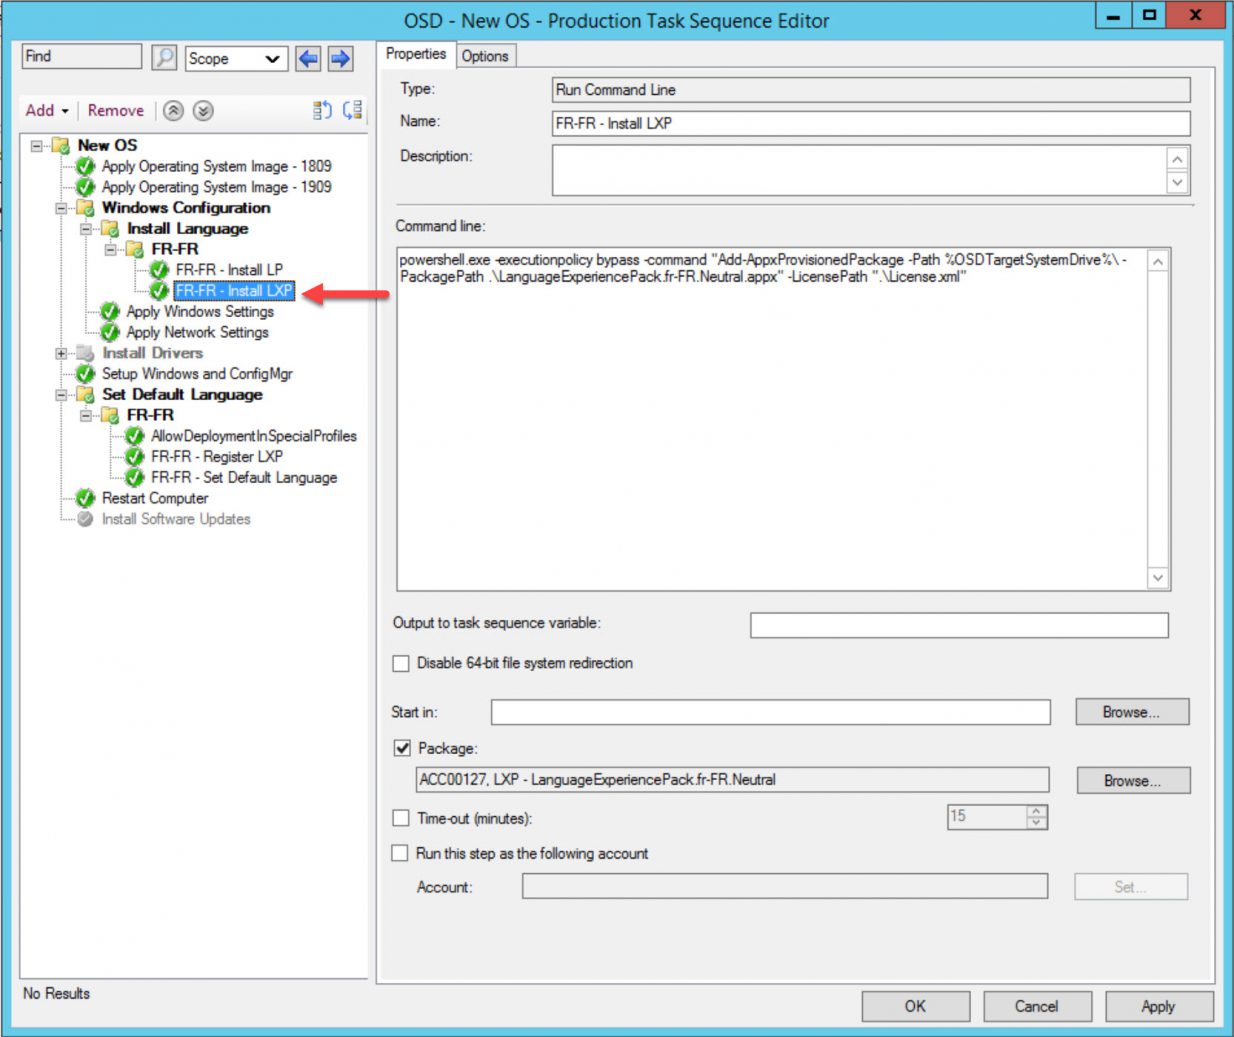 OSD - New OS - Production Task Sequence Editor
Find
Scope
Add
Remove
New OS
Apply Operating System Image - 1809
Apply Operating System Image - 1909
Windows Configuration
Install Language
FR-FR
FR-FR - Install LP
FR-FR - Install LXP
Apply Windows Settings
Apply Network Settings
Install Drivers
Setup Windows and ConfigMgr
Set Default Language
FR-FR
AllowDeploymentInSpecialProfiles
FR-FR - Register LXP
FR-FR - Set Default Language
Restart Computer
Install Software Updates
No Results
Properties
Options
Type:
Run Command Line
Name:
FR-FR - Install LXP
Description:
Command line:
powershell.exe -executionpolicy bypass -command "Add-AppxProvisionedPackage -Path %OSDTargetSystemDrive%\ -
PackagePath .\LanguageExperiencePack.fr-FR.Neutral.appx" -LicensePath ".\License.xml"
Output to task sequence variable:
Disable 64-bit file system redirection
Start in:
Browse...
Package:
ACC00127, LXP - LanguageExperiencePack.fr-FR.Neutral
Browse...
Time-out (minutes):
15
Run this step as the following account
Account:
Set...
OK
Cancel
Apply